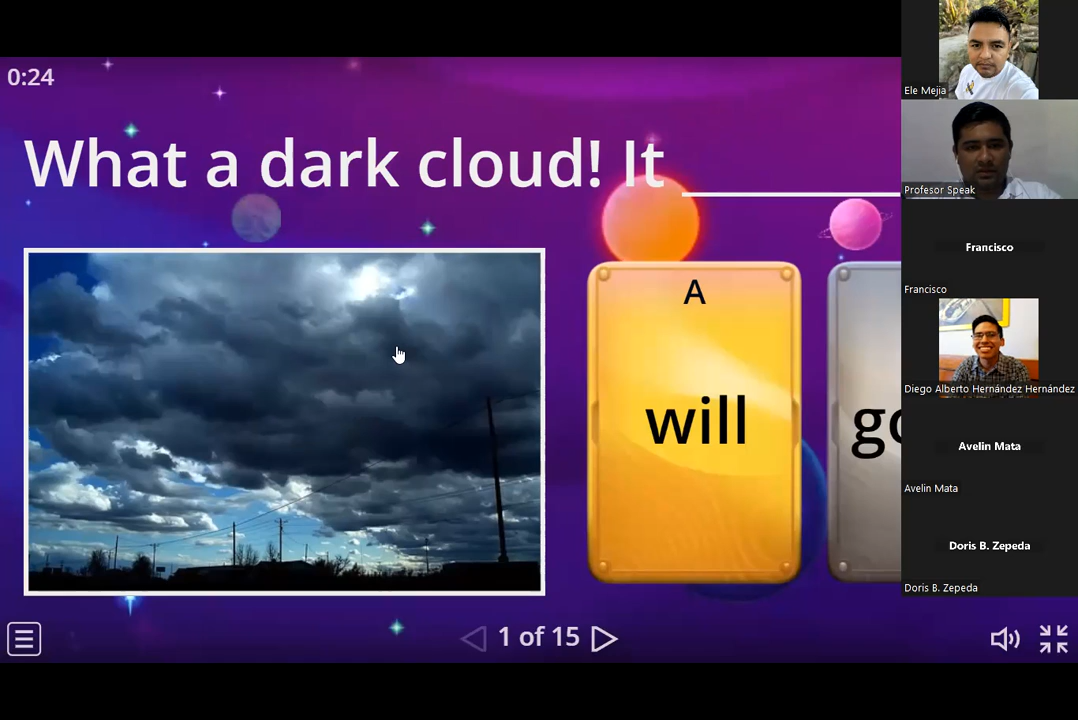 0:24
What a dark cloud! It
A
will
1 of 15
Ele Mejia
Profesor Speak
Francisco
Francisco
Diego Alberto Hernández Hernández
Avelin Mata
Avelin Mata
Doris B. Zepeda
Doris B. Zepeda